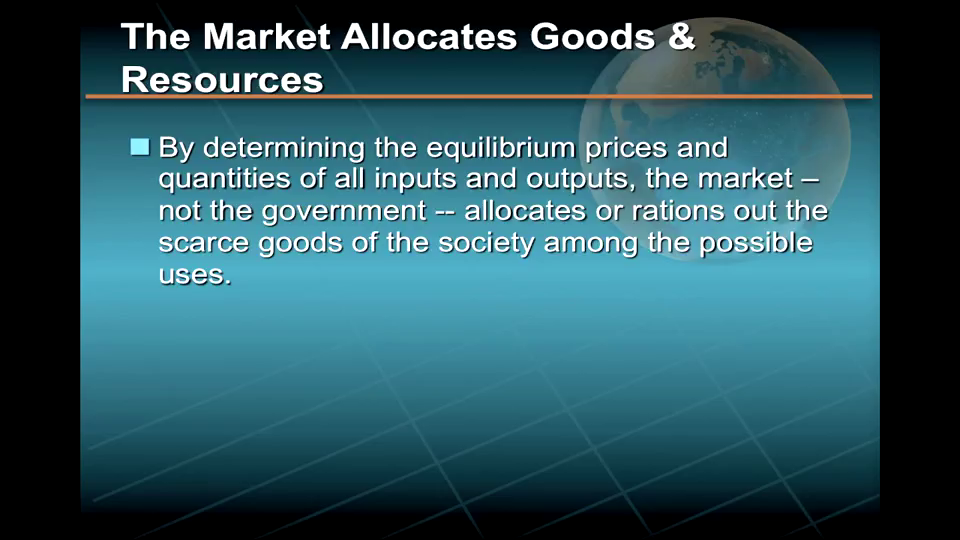 The Market Allocates Goods &
Resources
By determining the equilibrium prices and
quantities of all inputs and outputs, the market –
not the government -- allocates or rations out the
scarce goods of the society among the possible
uses.